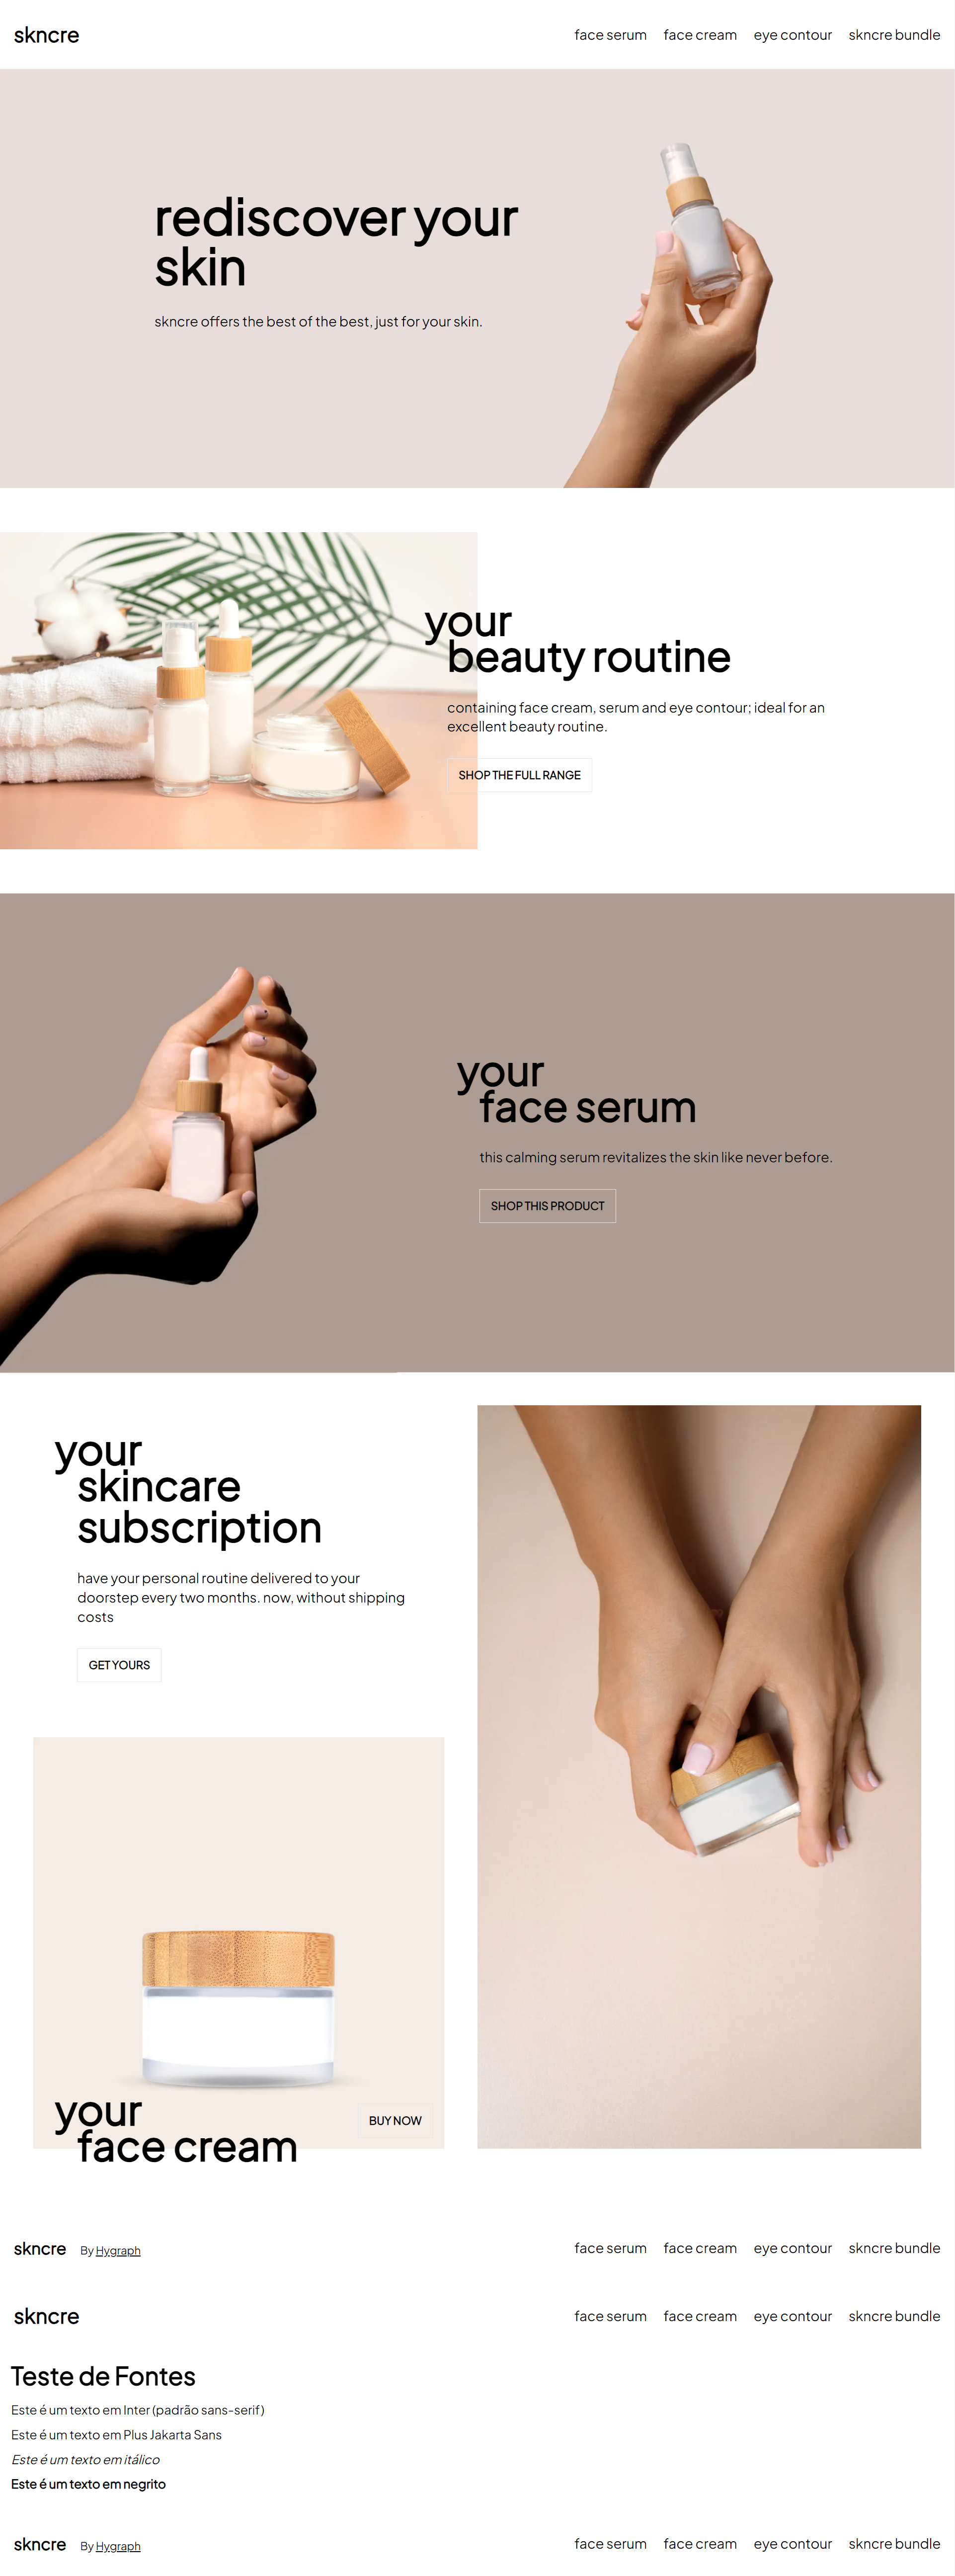 skncre
face serum face cream eye contour skncre bundle
rediscover your
skin
skncre offers the best of the best, just for your skin.
your
beauty routine
containing face cream, serum and eye contour; ideal for an
excellent beauty routine.
SHOP THE FULL RANGE
your
face serum
this calming serum revitalizes the skin like never before.
SHOP THIS PRODUCT
your
skincare
subscription
have your personal routine delivered to your
doorstep every two months. now, without shipping
costs
GET YOURS
your
face cream
BUY NOW
skncre By Hygraph
face serum face cream eye contour skncre bundle
skncre
face serum face cream eye contour skncre bundle
Teste de Fontes
Este é um texto em Inter (padrão sans-serif)
Este é um texto em Plus Jakarta Sans
Este é um texto em itálico
Este é um texto em negrito
skncre By Hygraph
face serum face cream eye contour skncre bundle